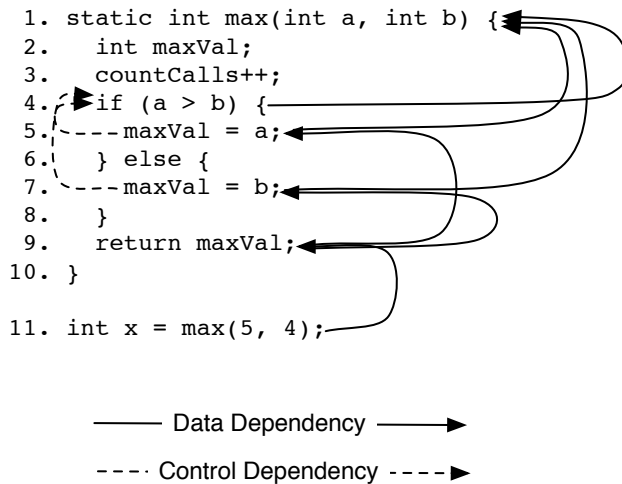 1. static int max(int a, int b) {
2. int maxVal;
3. countCalls++;
4. if (a > b) {
5. maxVal = a;
6. } else {
7. maxVal = b;
8. }
9. return maxVal;
10. }
11. int x = max(5, 4);
Data Dependency
Control Dependency